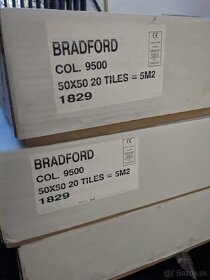 BRADFORD
COL. 9500
50X50 20 TILES = 5M2
1829
BRADFORD
COL. 9500
50X50 20 TILES = 5M2
1829
bazos.sk